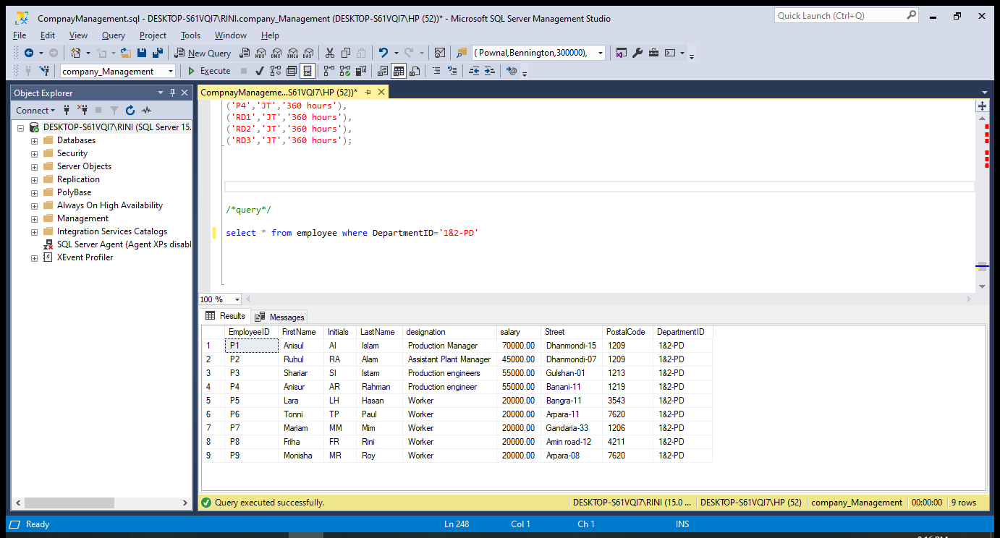 CompnayManagement.sql - DESKTOP-S61VQI7\RINI.company_Management (DESKTOP-S61VQI7\HP (52))* - Microsoft SQL Server Management Studio
Quick Launch (Ctrl+Q)
File Edit View Query Project Tools Window Help
New Query MDX DMX XMLA DAX ( Pownal,Bennington,300000),
company_Management Execute
Object Explorer
Connect
DESKTOP-S61VQI7\RINI (SQL Server 15.
Databases
Security
Server Objects
Replication
PolyBase
Always On High Availability
Management
Integration Services Catalogs
SQL Server Agent (Agent XPs disabl
XEvent Profiler
CompnayManageme...S61VQI7\HP (52))*
('P4','JT','360 hours'),
('RD1','JT','360 hours'),
('RD2','JT','360 hours'),
('RD3','JT','360 hours');
/*query*/
select * from employee where DepartmentID='1&2-PD'
100 %
Results Messages
EmployeeID FirstName Initials LastName designation salary Street PostalCode DepartmentID
1 P1 Anisul AI Islam Production Manager 70000.00 Dhanmondi-15 1209 1&2-PD
2 P2 Ruhul RA Alam Assistant Plant Manager 45000.00 Dhanmondi-07 1209 1&2-PD
3 P3 Shariar SI Istam Production engineers 55000.00 Gulshan-01 1213 1&2-PD
4 P4 Anisur AR Rahman Production engineer 55000.00 Banani-11 1219 1&2-PD
5 P5 Lara LH Hasan Worker 20000.00 Bangra-11 3543 1&2-PD
6 P6 Tonni TP Paul Worker 20000.00 Arpara-11 7620 1&2-PD
7 P7 Mariam MM Mim Worker 20000.00 Gandaria-33 1206 1&2-PD
8 P8 Friha FR Rini Worker 20000.00 Amin road-12 4211 1&2-PD
9 P9 Monisha MR Roy Worker 20000.00 Arpara-08 7620 1&2-PD
Query executed successfully. DESKTOP-S61VQI7\RINI (15.0 ... DESKTOP-S61VQI7\HP (52) company_Management 00:00:00 9 rows
Ready Ln 248 Col 1 Ch 1 INS